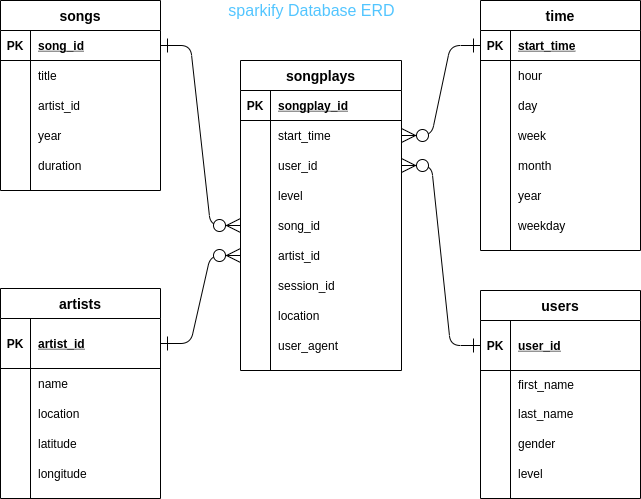 sparkify Database ERD
songs
PK song_id
title
artist_id
year
duration
songplays
PK songplay_id
start_time
user_id
level
song_id
artist_id
session_id
location
user_agent
time
PK start_time
hour
day
week
month
year
weekday
artists
PK artist_id
name
location
latitude
longitude
users
PK user_id
first_name
last_name
gender
level